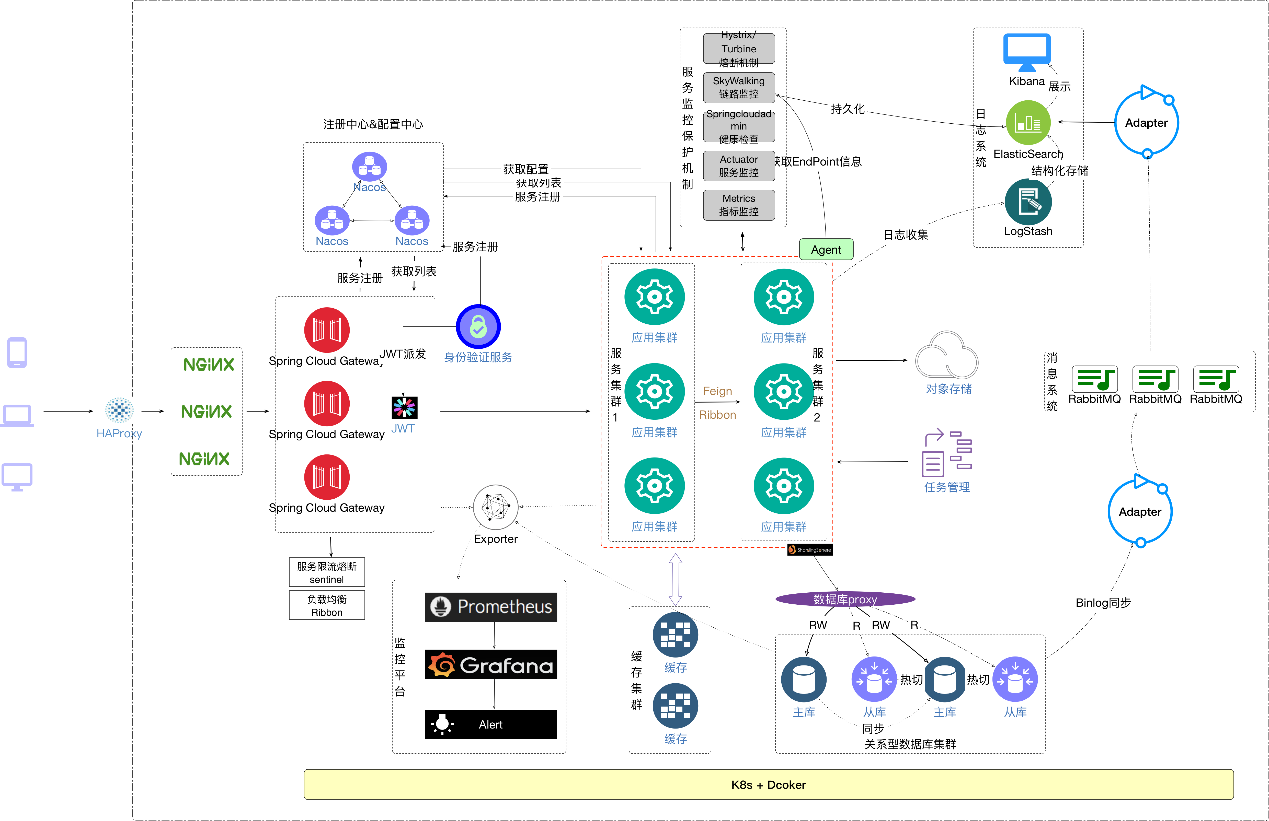 Hystrix/
Turbine
熔断机制
SkyWalking
链路监控
Springcloudad
min
健康检查
Actuator
服务监控
Metrics
指标监控
服务监控保护机制
Kibana
展示
ElasticSearch
结构化存储
LogStash
日志系统
Adapter
持久化
获取EndPoint信息
日志收集
Agent
注册中心&配置中心
Nacos
Nacos
Nacos
获取配置
获取列表
服务注册
服务注册
服务注册
获取列表
Spring Cloud Gateway
Spring Cloud Gateway
Spring Cloud Gateway
JWT派发
身份验证服务
JWT
NGINX
NGINX
NGINX
HAProxy
服务限流熔断
sentinel
负载均衡
Ribbon
服务集群1
应用集群
应用集群
应用集群
Feign
Ribbon
服务集群2
应用集群
应用集群
应用集群
对象存储
任务管理
消息系统
RabbitMQ
RabbitMQ
RabbitMQ
Adapter
Binlog同步
Exporter
监控平台
Prometheus
Grafana
Alert
缓存集群
缓存
缓存
ShardingSphere
数据库proxy
RW
R
RW
R
主库
从库
热切
主库
热切
从库
同步
关系型数据库集群
K8s + Dcoker